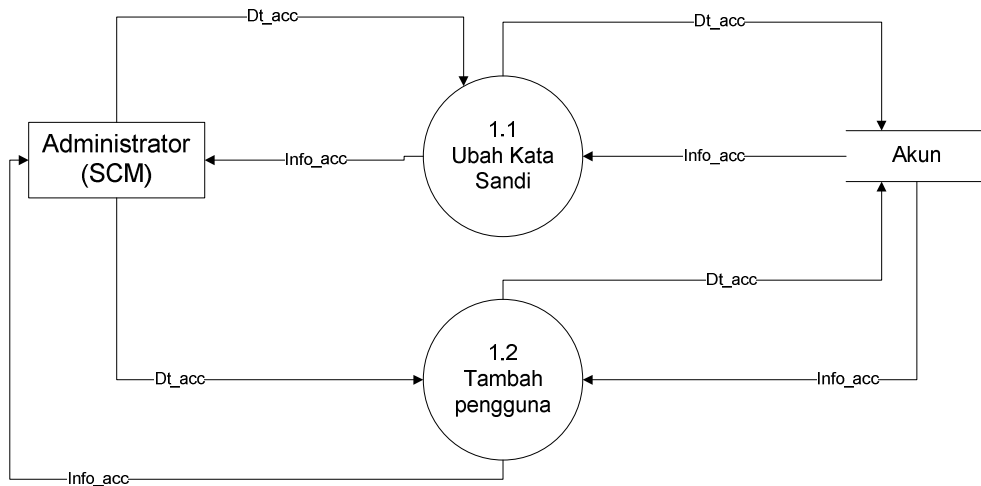 Dt_acc
Dt_acc
1.1
Ubah Kata
Sandi
Administrator
(SCM)
Info_acc
Info_acc
Akun
Dt_acc
1.2
Tambah
pengguna
Dt_acc
Info_acc
Info_acc